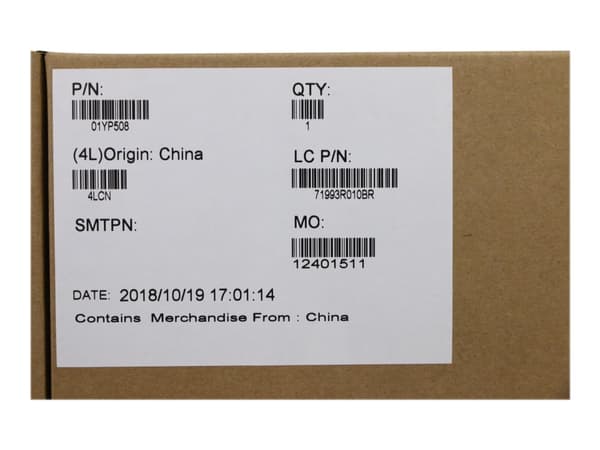 P/N:
01YP508
QTY:
1
(4L)Origin: China
4LCN
LC P/N:
71993R010BR
SMTPN:
MO:
12401511
DATE: 2018/10/19 17:01:14
Contains Merchandise From : China